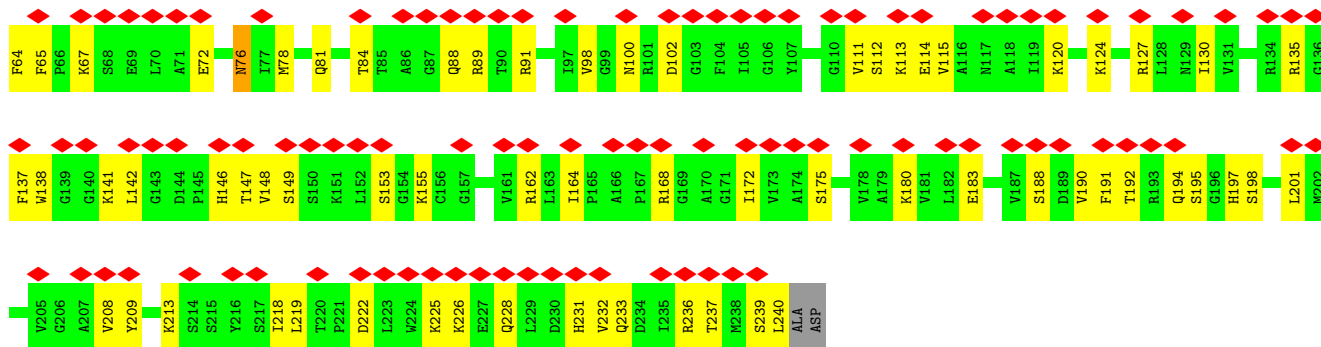 F64 F65 P66 K67 S68 E69 L70 A71 E72 N76 I77 M78 Q81 T84 T85 A86 G87 Q88 R89 T90 R91 I97 V98 G99 N100 R101 D102 G103 F104 I105 G106 Y107 G110 V111 S112 K113 E114 V115 A116 N117 A118 I119 K120 K124 R127 L128 N129 I130 V131 R134 R135 G136
F137 W138 G139 G140 K141 L142 G143 D144 P145 H146 T147 V148 S149 S150 K151 L152 S153 G154 K155 C156 G157 V161 R162 L163 I164 P165 A166 P167 R168 G169 A170 G171 I172 V173 A174 S175 V178 A179 K180 V181 L182 E183 V187 S188 D189 V190 F191 T192 R193 Q194 S195 G196 H197 S198 L201 M202
V205 G206 A207 V208 Y209 K213 S214 S215 Y216 S217 I218 L219 T220 P221 D222 L223 W224 K225 K226 E227 Q228 L229 D230 H231 V232 Q233 D234 I235 R236 T237 M238 S239 L240 ALA ASP